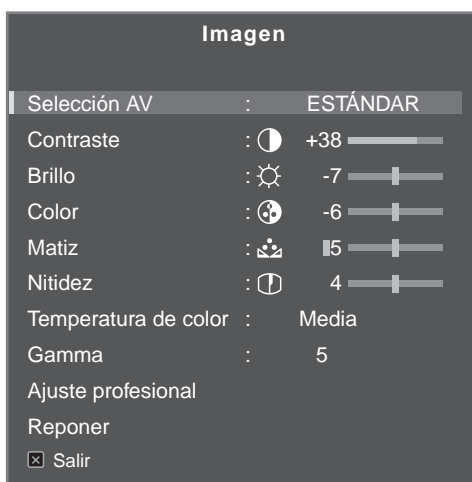 Imagen
Selección AV : ESTÁNDAR
Contraste : +38
Brillo : -7
Color : -6
Matiz : 5
Nitidez : 4
Temperatura de color : Media
Gamma : 5
Ajuste profesional
Reponer
Salir